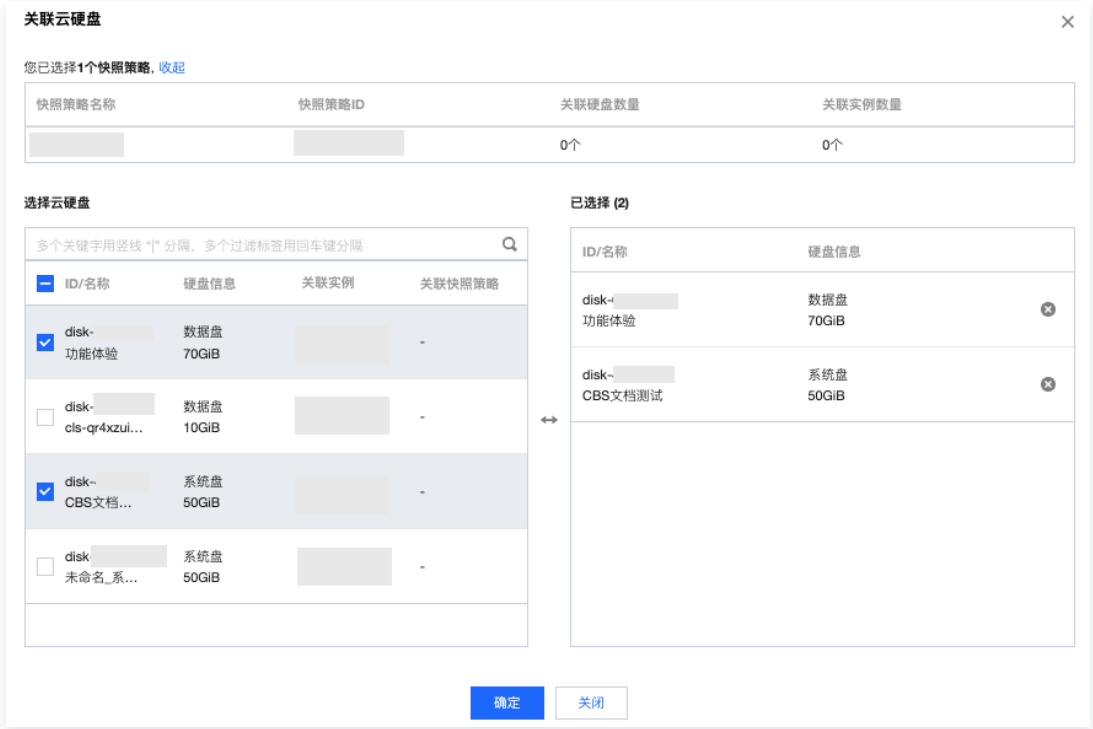 关联云硬盘
您已选择1个快照策略, 收起
快照策略名称 快照策略ID 关联硬盘数量 关联实例数量
0个 0个
选择云硬盘
多个关键字用竖线 “|” 分隔，多个过滤标签用回车键分隔
ID/名称 硬盘信息 关联实例 关联快照策略
disk- 数据盘
功能体验 70GiB -
disk- 数据盘
cls-qr4xzui... 10GiB -
disk- 系统盘
CBS文档... 50GiB -
disk- 系统盘
未命名_系... 50GiB -
已选择 (2)
ID/名称 硬盘信息
disk- 数据盘
功能体验 70GiB
disk- 系统盘
CBS文档测试 50GiB
确定 关闭